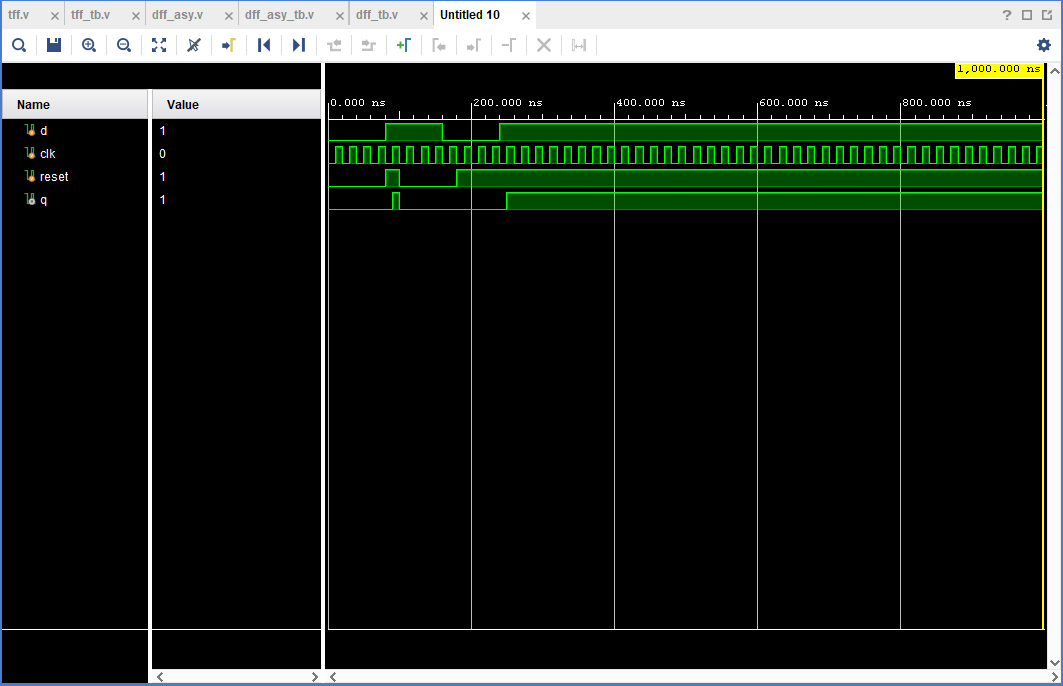 tff.v tff_tb.v dff_asy.v dff_asy_tb.v dff_tb.v Untitled 10
1,000.000 ns
Name Value
0.000 ns 200.000 ns 400.000 ns 600.000 ns 800.000 ns
d 1
clk 0
reset 1
q 1